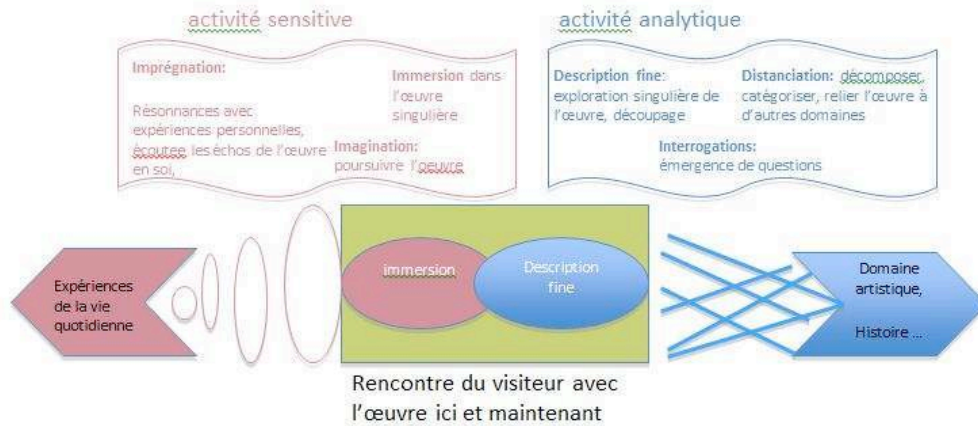 activité sensitive
Imprégnation:
Résonnances avec
expériences personnelles,
écoutee les échos de l'œuvre
en soi,
Immersion dans
l'œuvre
singulière
Imagination:
poursuivre l'oeuvre
activité analytique
Description fine:
exploration singulière de
l'œuvre, découpage
Distanciation: décomposer,
catégoriser, relier l'œuvre à
d'autres domaines
Interrogations:
émergence de questions
Expériences
de la vie
quotidienne
immersion
Description
fine
Domaine
artistique,
Histoire ...
Rencontre du visiteur avec
l'œuvre ici et maintenant